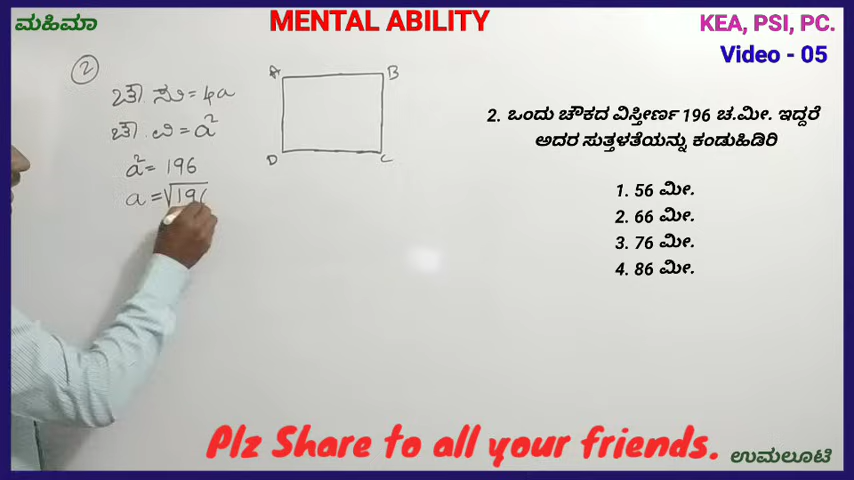 ಮಹಿಮಾ
MENTAL ABILITY
KEA, PSI, PC.
Video - 05
2
ಚೌ. ಸು = 4a
ಚೌ. ವಿ = a²
a² = 196
a = √196
A
B
D
C
2. ಒಂದು ಚೌಕದ ವಿಸ್ತೀರ್ಣ 196 ಚ.ಮೀ. ಇದ್ದರೆ
ಅದರ ಸುತ್ತಳತೆಯನ್ನು ಕಂಡುಹಿಡಿರಿ
1. 56 ಮೀ.
2. 66 ಮೀ.
3. 76 ಮೀ.
4. 86 ಮೀ.
Plz Share to all your friends.
ಉಮಲೂಟಿ